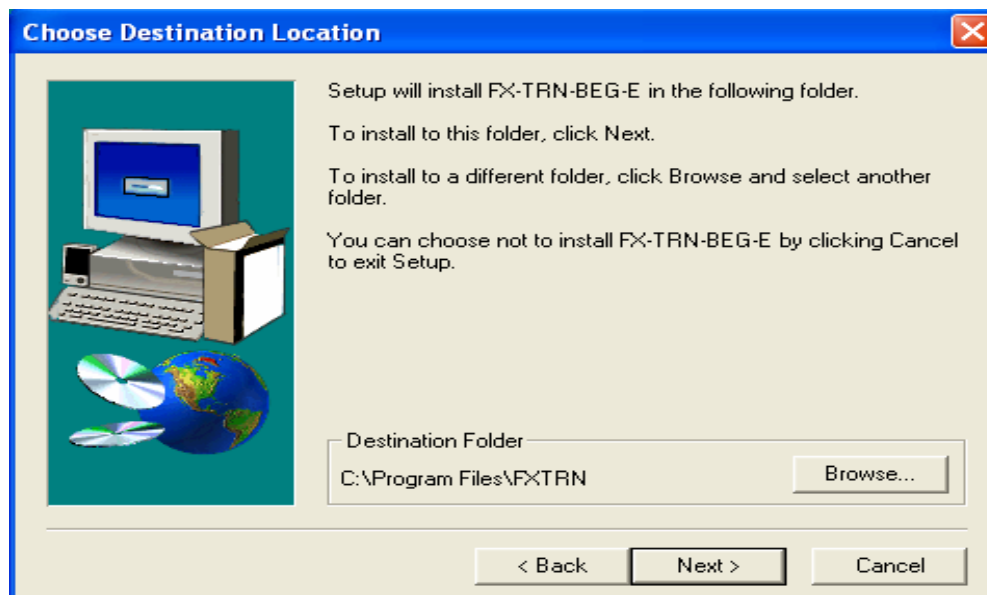 Choose Destination Location
Setup will install FX-TRN-BEG-E in the following folder.
To install to this folder, click Next.
To install to a different folder, click Browse and select another
folder.
You can choose not to install FX-TRN-BEG-E by clicking Cancel
to exit Setup.
Destination Folder
C:\Program Files\FXTRN
Browse...
< Back
Next >
Cancel